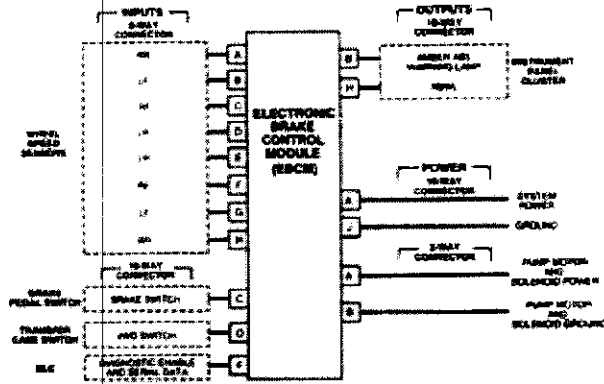 INPUTS
8-WAY
CONNECTOR
WHEEL
SPEED
SENSORS
A
B
C
D
E
F
G
H
10-WAY
CONNECTOR
BRAKE
PEDAL SWITCH
BRAKE SWITCH
C
TRANSFER
CASE SWITCH
4WD SWITCH
D
DLC
DIAGNOSTIC ENABLE
AND SERIAL DATA
ELECTRONIC
BRAKE
CONTROL
MODULE
(EBCM)
OUTPUTS
10-WAY
CONNECTOR
AMBER ABS
WARNING LAMP
H
INSTRUMENT
PANEL
CLUSTER
POWER
10-WAY
CONNECTOR
A
SYSTEM
POWER
J
GROUND
2-WAY
CONNECTOR
A
PUMP MOTOR
AND
SOLENOID POWER
B
PUMP MOTOR
AND
SOLENOID GROUND